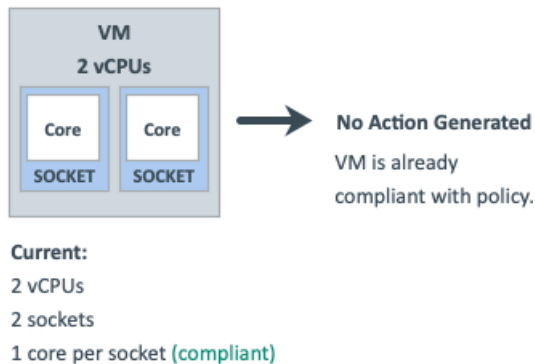 VM
2 vCPUs
Core
Core
SOCKET
SOCKET
No Action Generated
VM is already
compliant with policy.
Current:
2 vCPUs
2 sockets
1 core per socket (compliant)